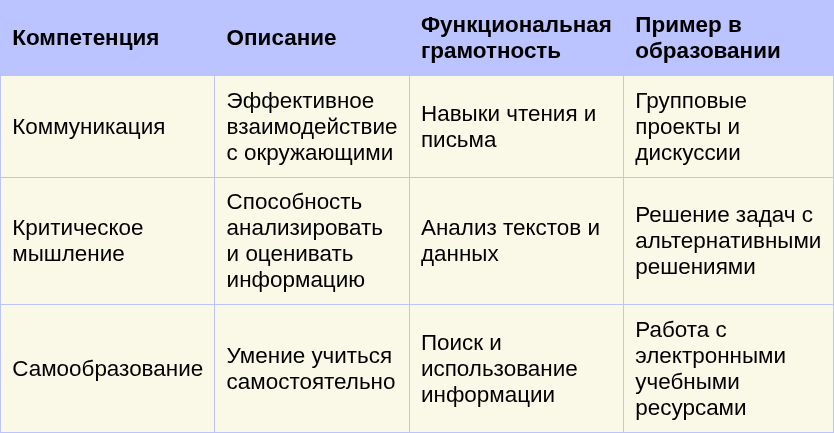 Компетенция
Описание
Функциональная
грамотность
Пример в
образовании
Коммуникация
Эффективное
взаимодействие
с окружающими
Навыки чтения и
письма
Групповые
проекты и
дискуссии
Критическое
мышление
Способность
анализировать
и оценивать
информацию
Анализ текстов и
данных
Решение задач с
альтернативными
решениями
Самообразование
Умение учиться
самостоятельно
Поиск и
использование
информации
Работа с
электронными
учебными
ресурсами